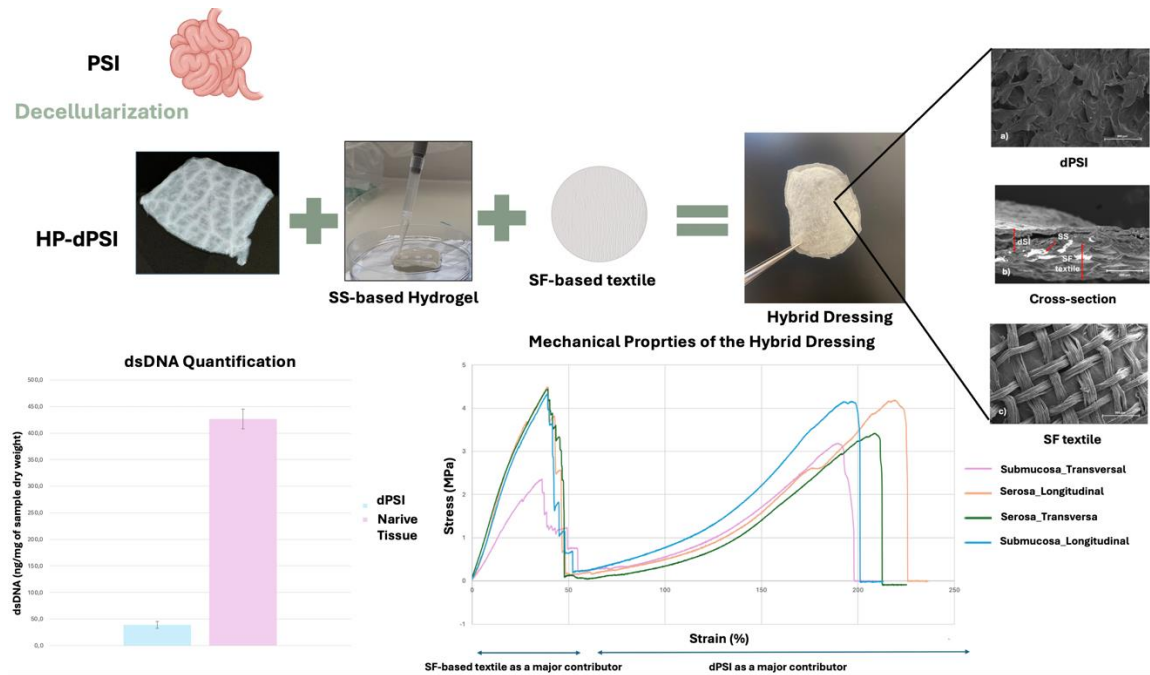 PSI
Decellularization
HP-dPSI
SS-based Hydrogel
SF-based textile
Hybrid Dressing
a)
dPSI
dSI
SS
SF
textile
b)
Cross-section
c)
SF textile
dsDNA Quantification
dsDNA (ng/mg of sample dry weight)
500,0
450,0
400,0
350,0
300,0
250,0
200,0
150,0
100,0
50,0
0,0
dPSI
Narive
Tissue
Mechanical Proprties of the Hybrid Dressing
Stress (MPa)
5
4
3
2
1
0
-1
0
50
100
150
200
250
Strain (%)
SF-based textile as a major contributor
dPSI as a major contributor
Submucosa_Transversal
Serosa_Longitudinal
Serosa_Transversa
Submucosa_Longitudinal